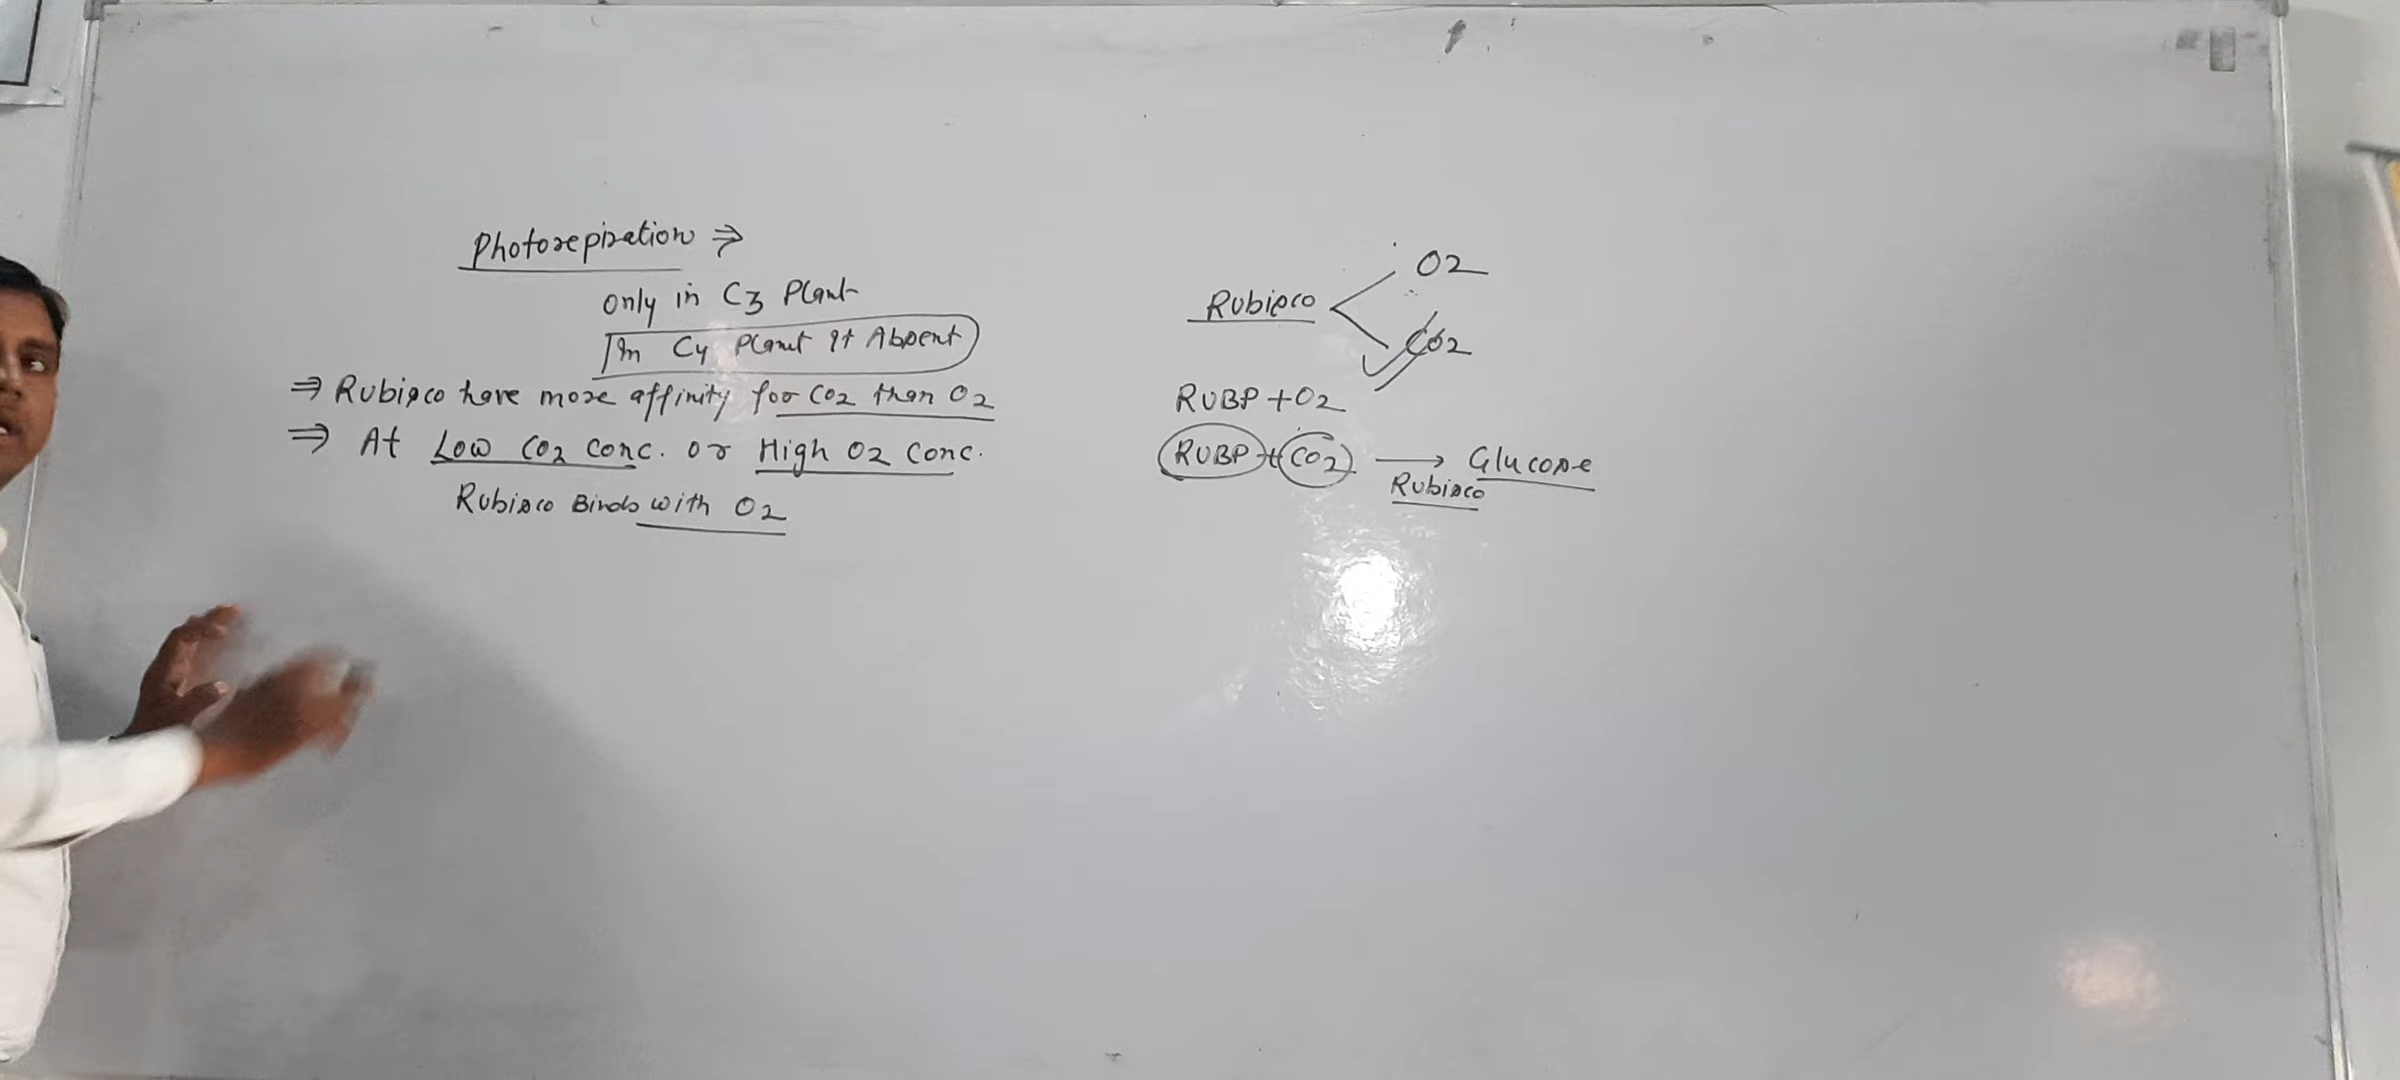 Photorepiration ⇒
only in C3 Plant
In C4 Plant It Absent
⇒ Rubisco have more affinity for CO2 than O2
⇒ At Low CO2 conc. or High O2 conc.
Rubisco Binds with O2
Rubisco
O2
CO2
RUBP + O2
RUBP + CO2 → Glucose
Rubisco